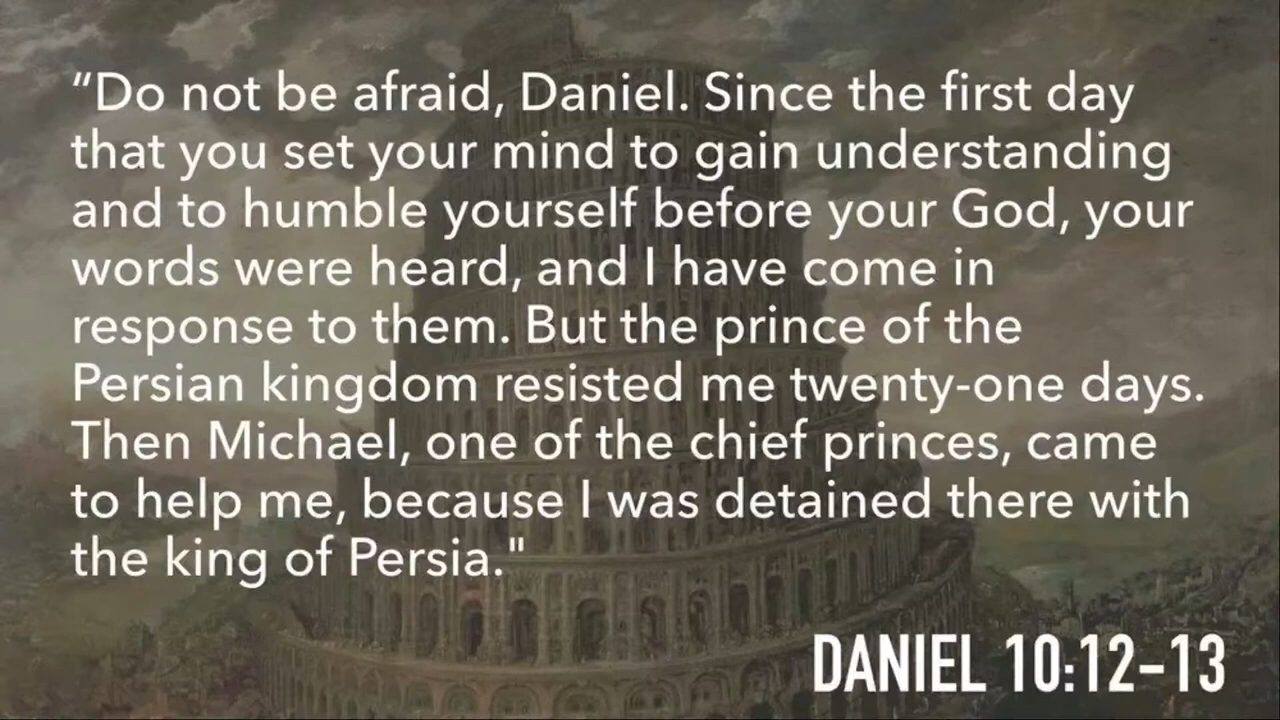 “Do not be afraid, Daniel. Since the first day
that you set your mind to gain understanding
and to humble yourself before your God, your
words were heard, and I have come in
response to them. But the prince of the
Persian kingdom resisted me twenty-one days.
Then Michael, one of the chief princes, came
to help me, because I was detained there with
the king of Persia."
DANIEL 10:12-13